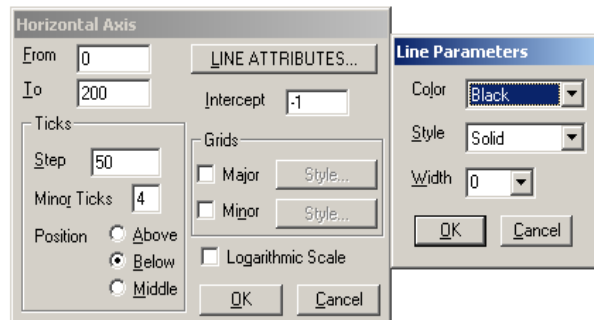 Horizontal Axis
From 0
To 200
LINE ATTRIBUTES...
Intercept -1
Ticks
Step 50
Minor Ticks 4
Position Above
Below
Middle
Grids
Major Style...
Minor Style...
Logarithmic Scale
OK Cancel
Line Parameters
Color Black
Style Solid
Width 0
OK Cancel